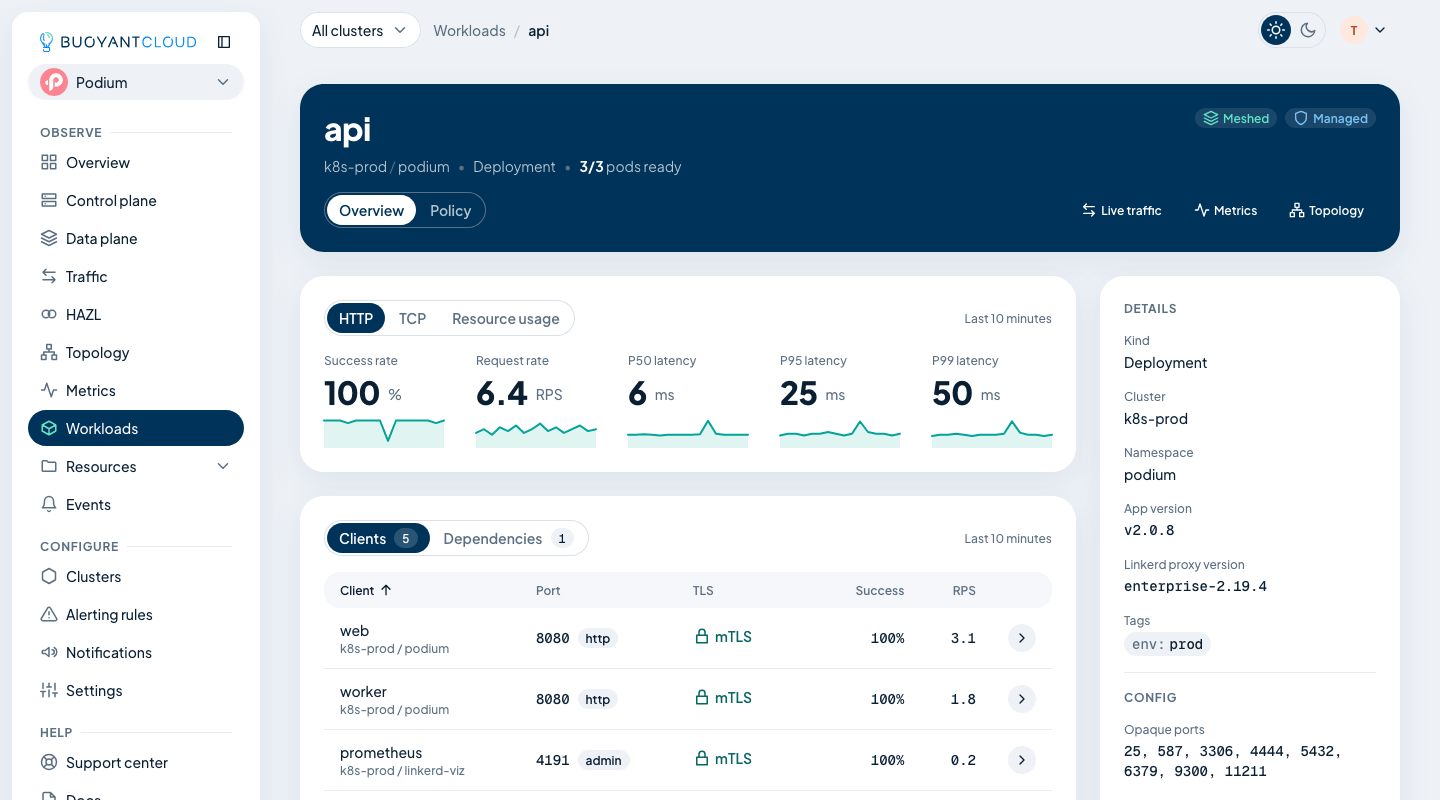 BUOYANTCLOUD
Podium
OBSERVE
Overview
Control plane
Data plane
Traffic
HAZL
Topology
Metrics
Workloads
Resources
Events
CONFIGURE
Clusters
Alerting rules
Notifications
Settings
HELP
Support center
Docs
All clusters
Workloads / api
T
api
Meshed
Managed
k8s-prod / podium • Deployment • 3/3 pods ready
Overview Policy
Live traffic
Metrics
Topology
HTTP TCP Resource usage
Last 10 minutes
Success rate
100 %
Request rate
6.4 RPS
P50 latency
6 ms
P95 latency
25 ms
P99 latency
50 ms
Clients 5 Dependencies 1
Last 10 minutes
Client Port TLS Success RPS
web
k8s-prod / podium
8080 http mTLS 100% 3.1
worker
k8s-prod / podium
8080 http mTLS 100% 1.8
prometheus
k8s-prod / linkerd-viz
4191 admin mTLS 100% 0.2
DETAILS
Kind
Deployment
Cluster
k8s-prod
Namespace
podium
App version
v2.0.8
Linkerd proxy version
enterprise-2.19.4
Tags
env: prod
CONFIG
Opaque ports
25, 587, 3306, 4444, 5432,
6379, 9300, 11211